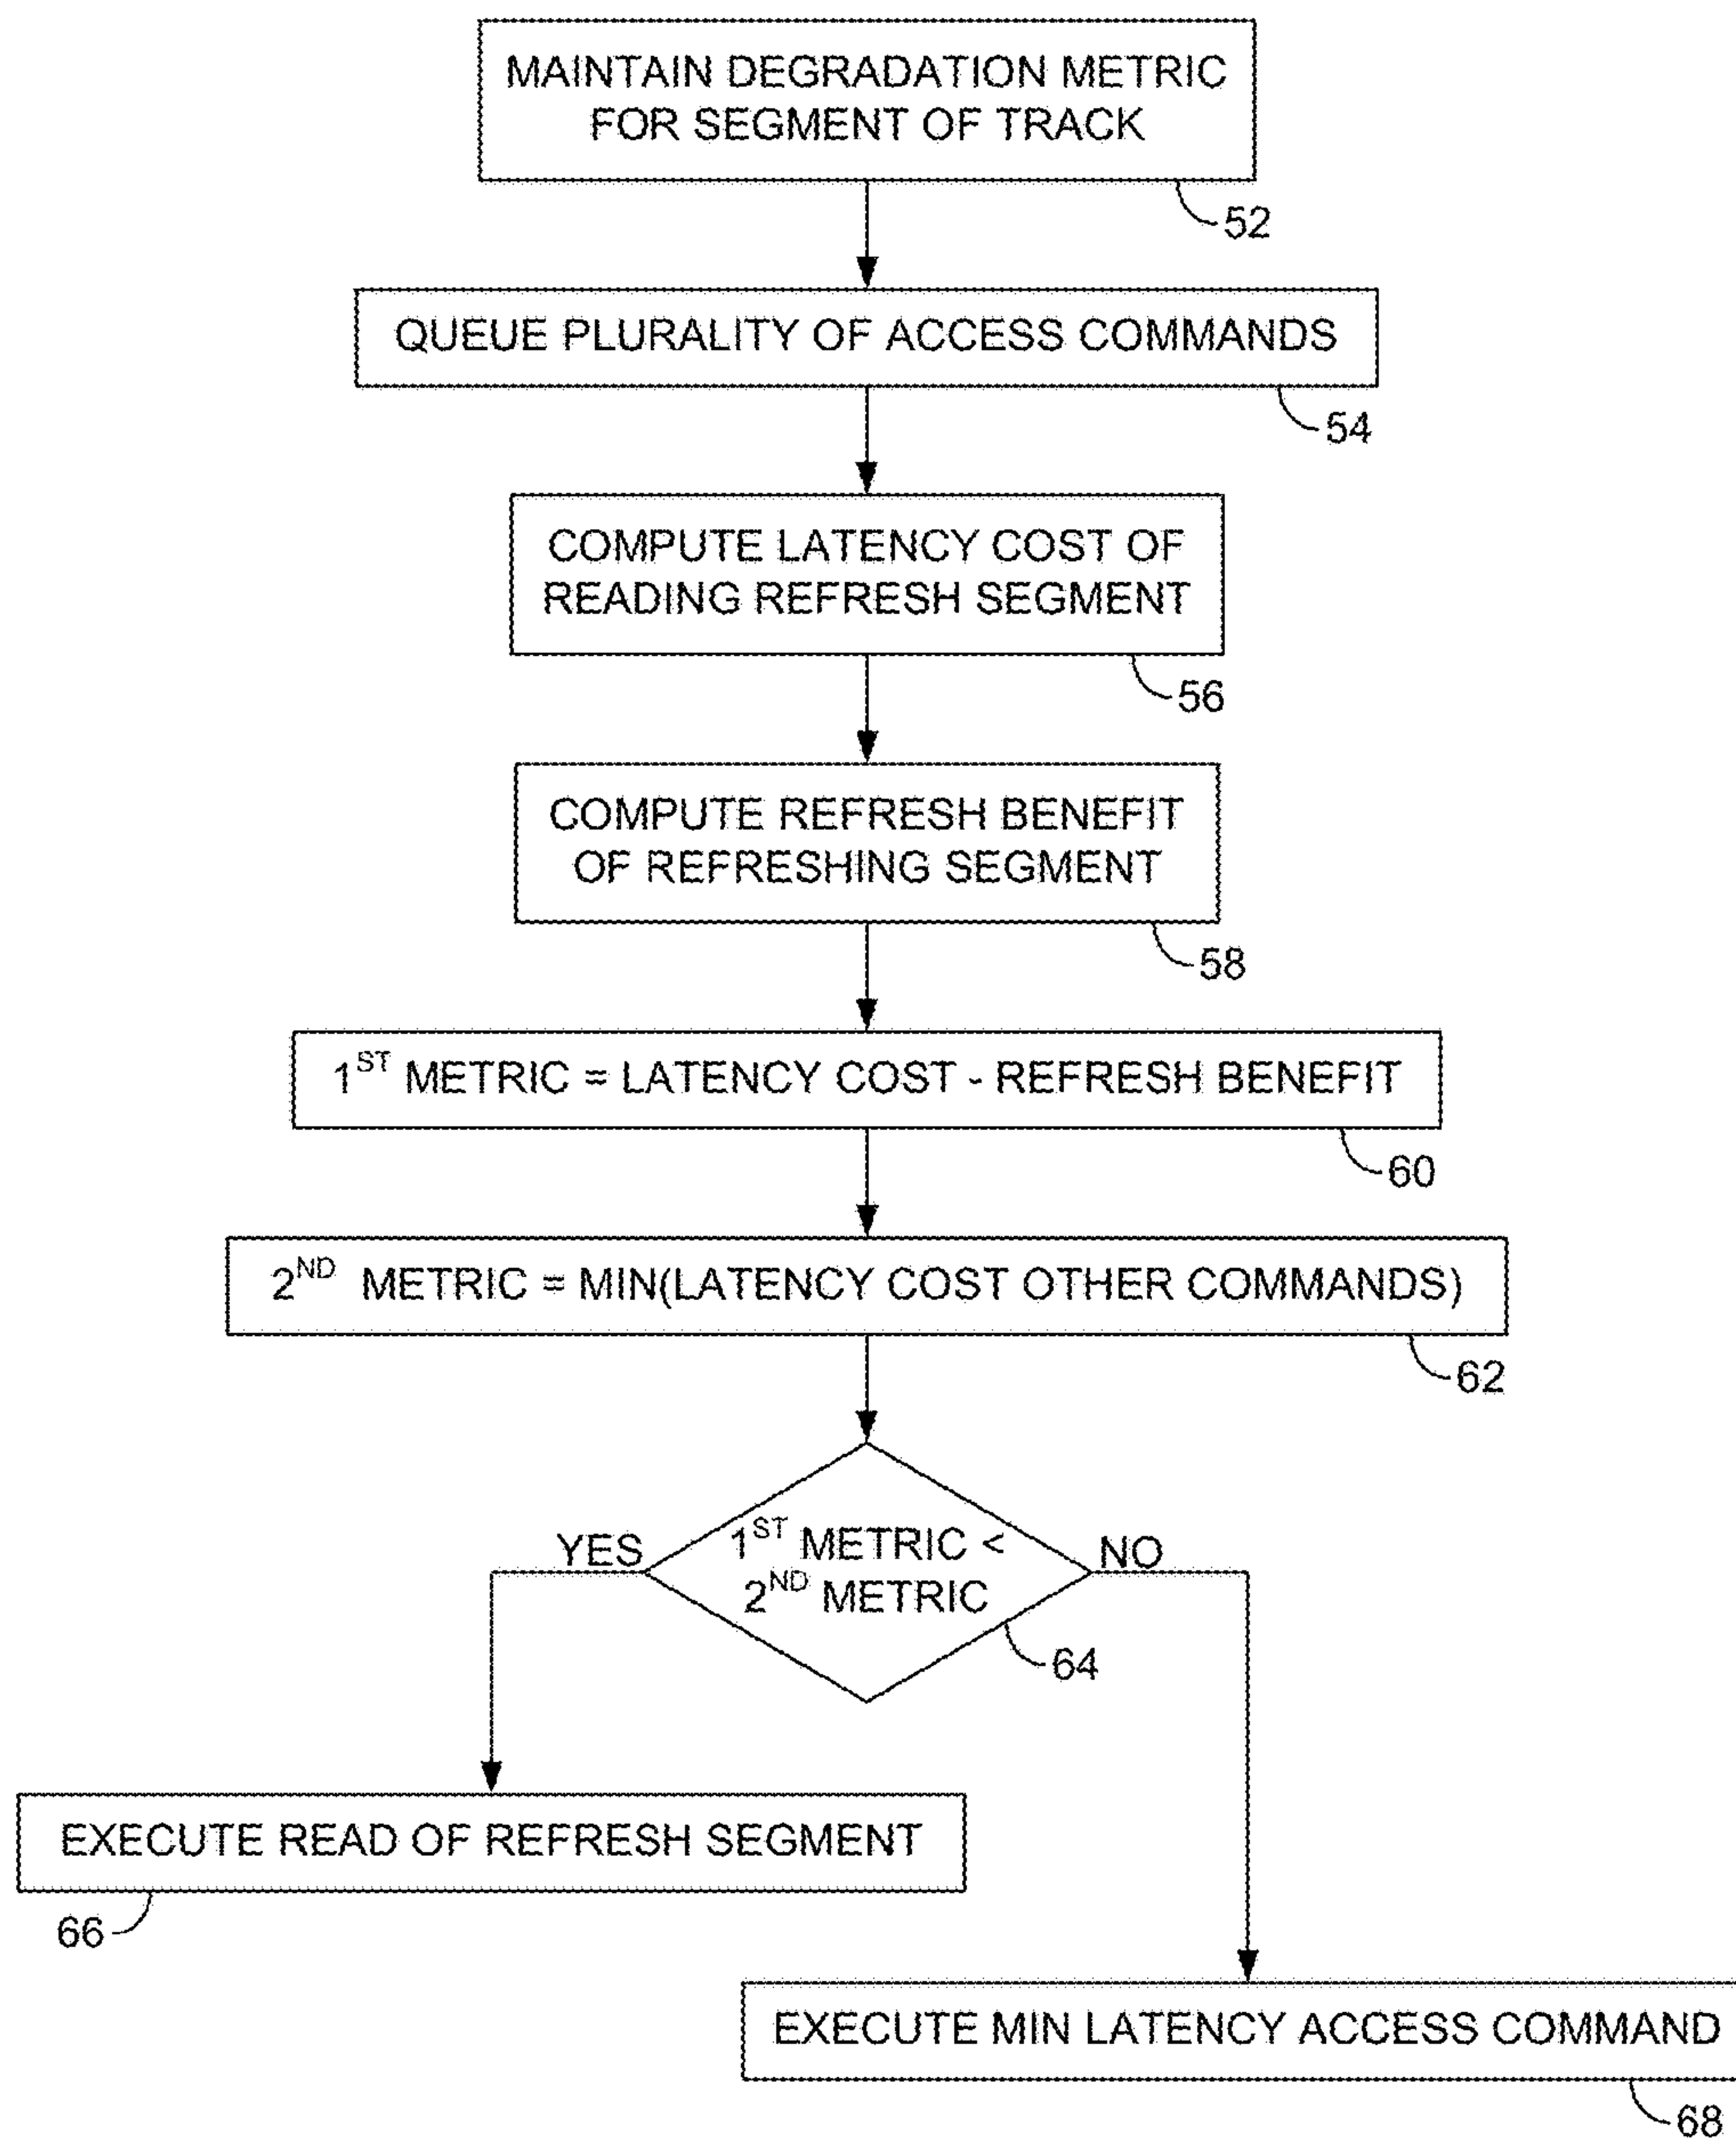 MAINTAIN DEGRADATION METRIC
FOR SEGMENT OF TRACK
52
QUEUE PLURALITY OF ACCESS COMMANDS
54
COMPUTE LATENCY COST OF
READING REFRESH SEGMENT
56
COMPUTE REFRESH BENEFIT
OF REFRESHING SEGMENT
58
1ST METRIC = LATENCY COST - REFRESH BENEFIT
60
2ND METRIC = MIN(LATENCY COST OTHER COMMANDS)
62
YES
1ST METRIC <
2ND METRIC
NO
64
EXECUTE READ OF REFRESH SEGMENT
66
EXECUTE MIN LATENCY ACCESS COMMAND
68